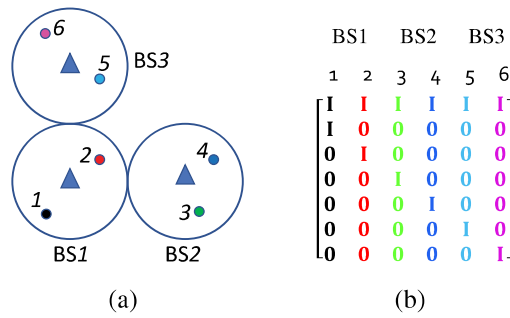 6
5
BS3
2
4
1
3
BS1
BS2
(a)
BS1 BS2 BS3
1 2 3 4 5 6
I I I I I I
I 0 0 0 0 0
0 I 0 0 0 0
0 0 I 0 0 0
0 0 0 I 0 0
0 0 0 0 I 0
0 0 0 0 0 I
(b)